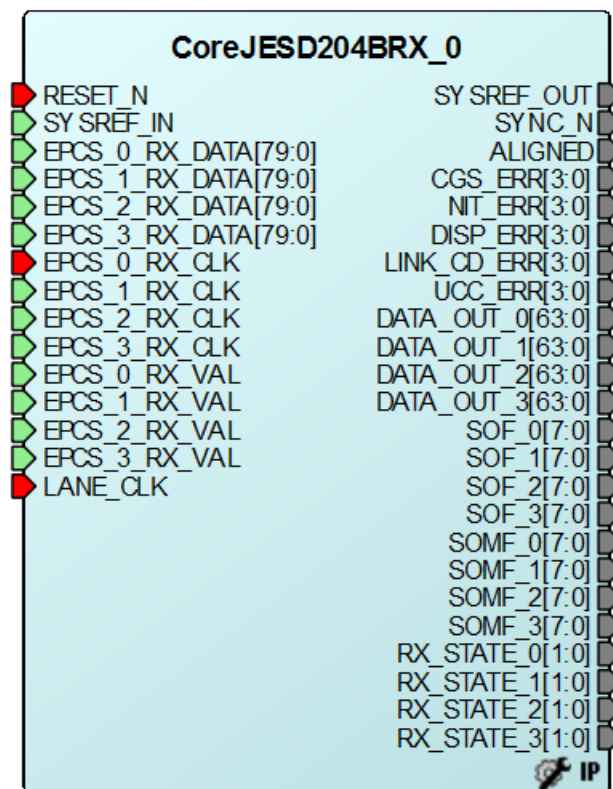 CoreJESD204BRX_0
RESET_N
SYSREF_IN
EPCS_0_RX_DATA[79:0]
EPCS_1_RX_DATA[79:0]
EPCS_2_RX_DATA[79:0]
EPCS_3_RX_DATA[79:0]
EPCS_0_RX_CLK
EPCS_1_RX_CLK
EPCS_2_RX_CLK
EPCS_3_RX_CLK
EPCS_0_RX_VAL
EPCS_1_RX_VAL
EPCS_2_RX_VAL
EPCS_3_RX_VAL
LANE_CLK
SYSREF_OUT
SYNC_N
ALIGNED
CGS_ERR[3:0]
NIT_ERR[3:0]
DISP_ERR[3:0]
LINK_CD_ERR[3:0]
UCC_ERR[3:0]
DATA_OUT_0[63:0]
DATA_OUT_1[63:0]
DATA_OUT_2[63:0]
DATA_OUT_3[63:0]
SOF_0[7:0]
SOF_1[7:0]
SOF_2[7:0]
SOF_3[7:0]
SOMF_0[7:0]
SOMF_1[7:0]
SOMF_2[7:0]
SOMF_3[7:0]
RX_STATE_0[1:0]
RX_STATE_1[1:0]
RX_STATE_2[1:0]
RX_STATE_3[1:0]
IP